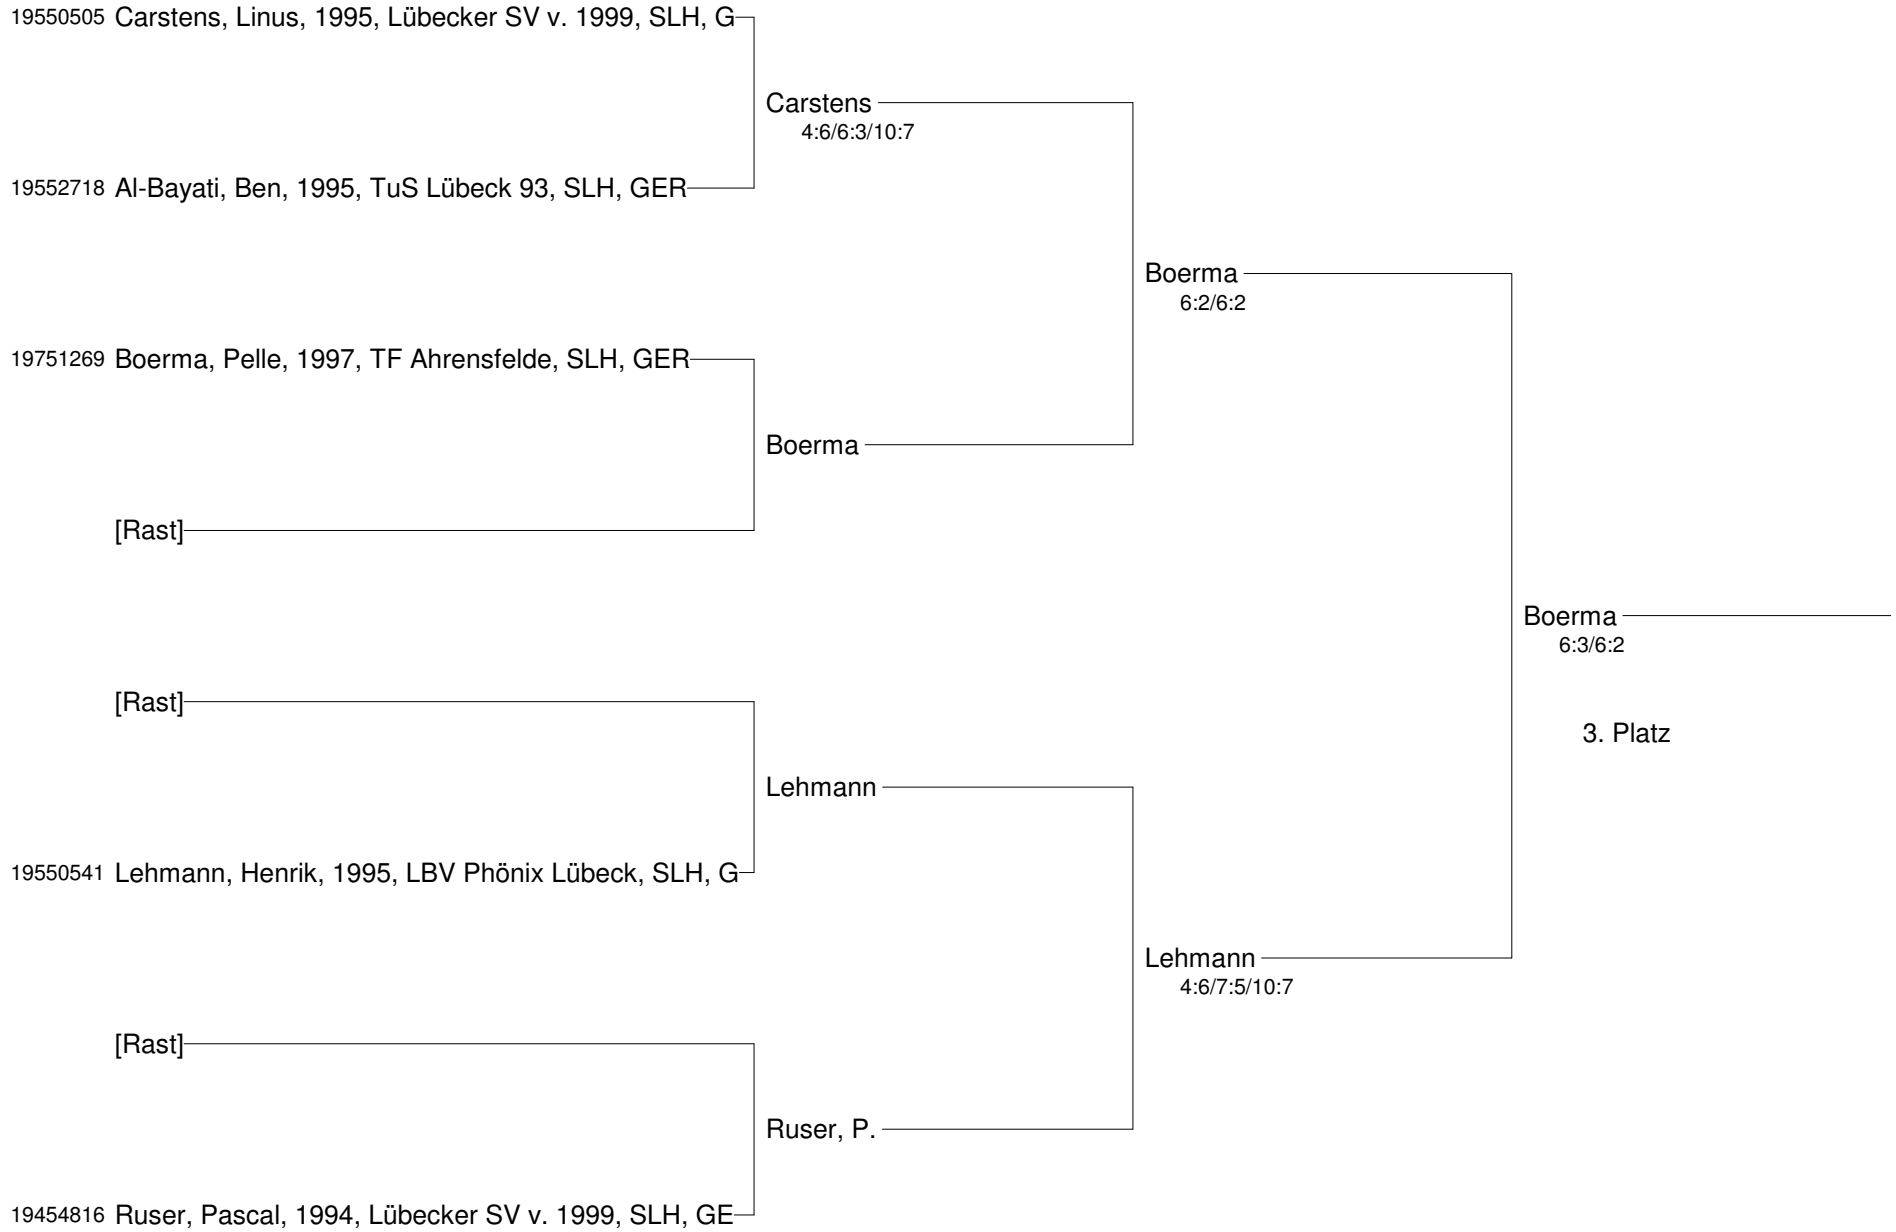 19550505 Carstens, Linus, 1995, Lübecker SV v. 1999, SLH, G
Carstens
4:6/6:3/10:7
19552718 Al-Bayati, Ben, 1995, TuS Lübeck 93, SLH, GER
Boerma
6:2/6:2
19751269 Boerma, Pelle, 1997, TF Ahrensfelde, SLH, GER
Boerma
[Rast]
Boerma
6:3/6:2
[Rast]
3. Platz
Lehmann
19550541 Lehmann, Henrik, 1995, LBV Phönix Lübeck, SLH, G
Lehmann
4:6/7:5/10:7
[Rast]
Ruser, P.
19454816 Ruser, Pascal, 1994, Lübecker SV v. 1999, SLH, GE